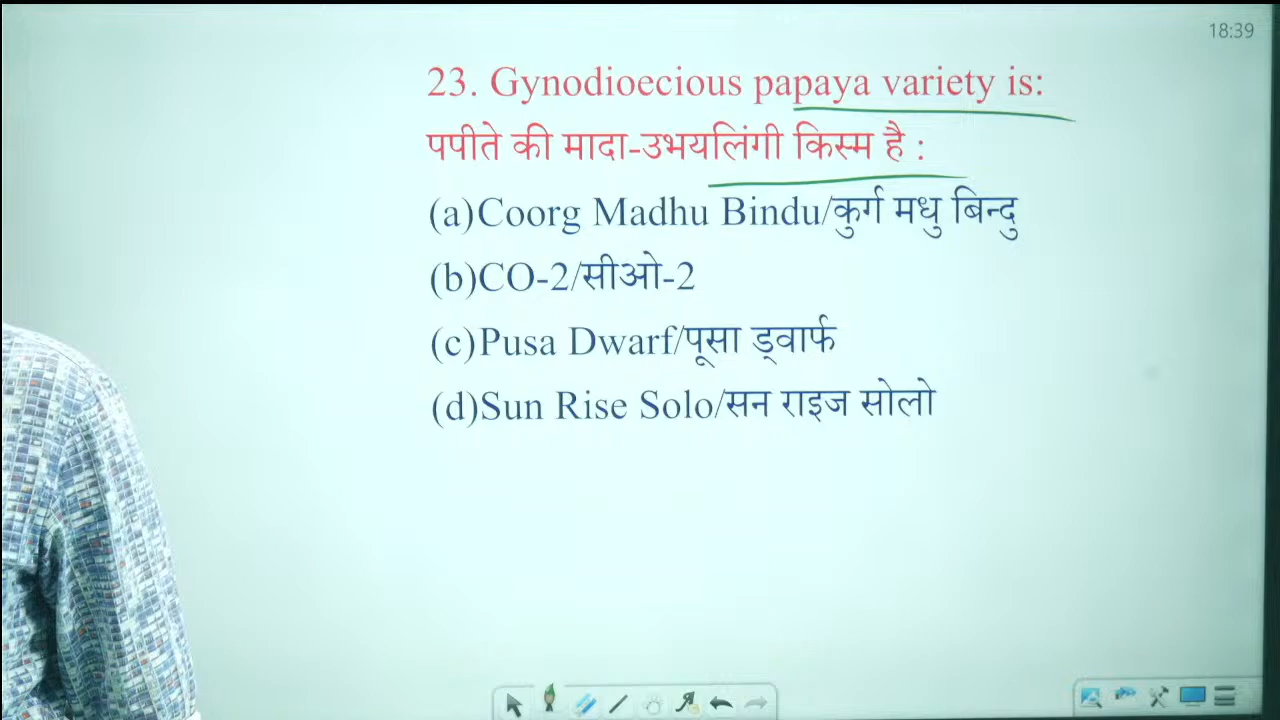 18:39
23. Gynodioecious papaya variety is:
पपीते की मादा-उभयलिंगी किस्म है :
(a)Coorg Madhu Bindu/कुर्ग मधु बिन्दु
(b)CO-2/सीओ-2
(c)Pusa Dwarf/पूसा ड्वार्फ
(d)Sun Rise Solo/सन राइज सोलो